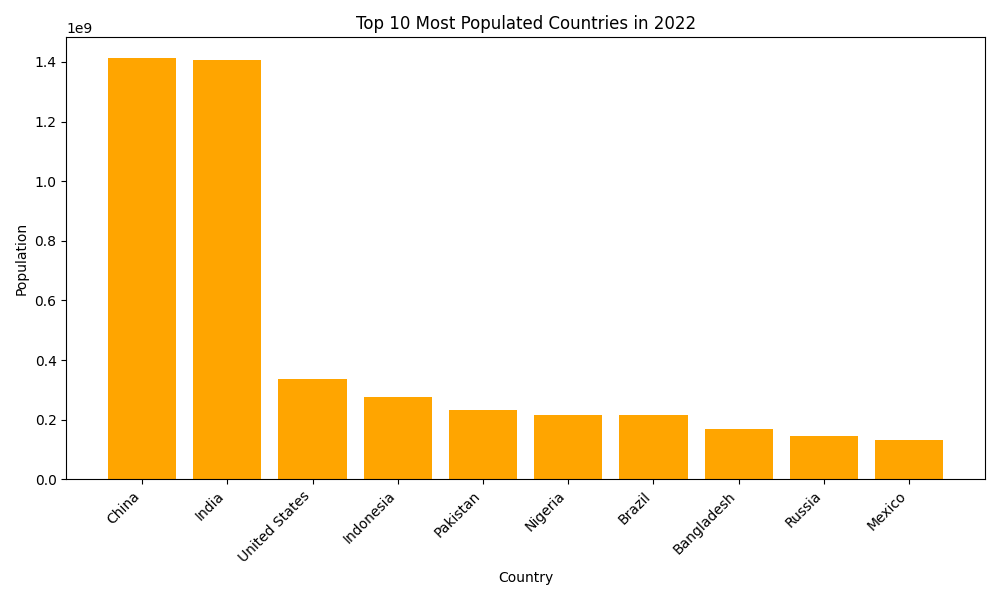 Top 10 Most Populated Countries in 2022
1e9
1.4
1.2
1.0
0.8
0.6
0.4
0.2
0.0
Population
China
India
United States
Indonesia
Pakistan
Nigeria
Brazil
Bangladesh
Russia
Mexico
Country